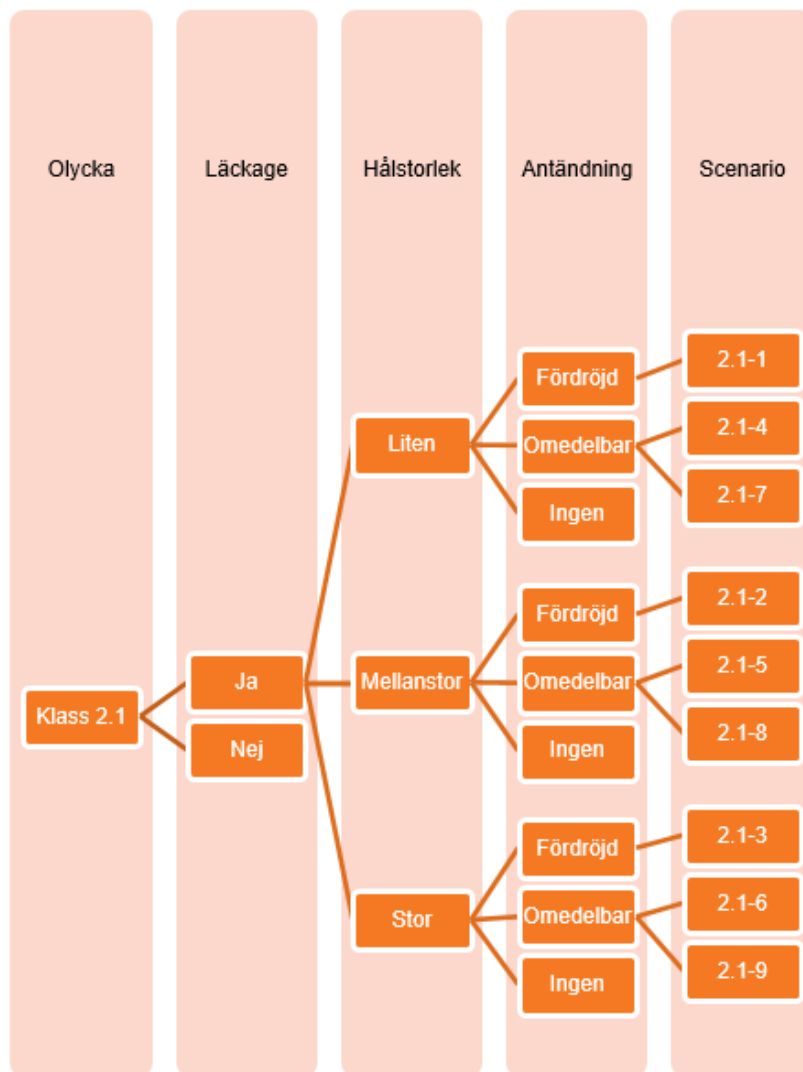 Olycka
Läckage
Hålstorlek
Antändning
Scenario
Klass 2.1
Ja
Nej
Liten
Mellanstor
Stor
Fördröjd
Omedelbar
Ingen
Fördröjd
Omedelbar
Ingen
Fördröjd
Omedelbar
Ingen
2.1-1
2.1-4
2.1-7
2.1-2
2.1-5
2.1-8
2.1-3
2.1-6
2.1-9